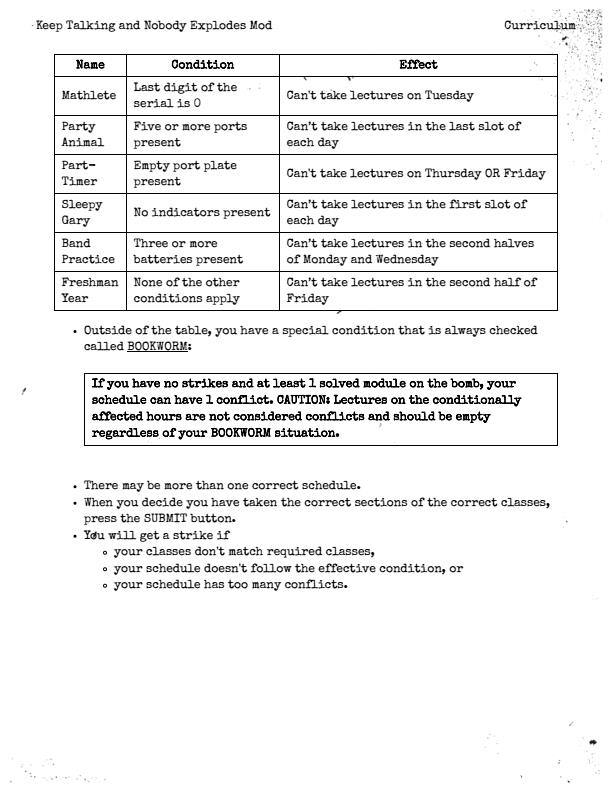 Keep Talking and Nobody Explodes Mod
Curriculum
Name Condition Effect
Mathlete
Last digit of the
serial is 0
Can't take lectures on Tuesday
Party
Animal
Five or more ports
present
Can't take lectures in the last slot of
each day
Part-
Timer
Empty port plate
present
Can't take lectures on Thursday OR Friday
Sleepy
Gary
No indicators present
Can't take lectures in the first slot of
each day
Band
Practice
Three or more
batteries present
Can't take lectures in the second halves
of Monday and Wednesday
Freshman
Year
None of the other
conditions apply
Can't take lectures in the second half of
Friday
• Outside of the table, you have a special condition that is always checked
called BOOKWORM:
If you have no strikes and at least 1 solved module on the bomb, your
schedule can have 1 conflict. CAUTION: Lectures on the conditionally
affected hours are not considered conflicts and should be empty
regardless of your BOOKWORM situation.
• There may be more than one correct schedule.
• When you decide you have taken the correct sections of the correct classes,
press the SUBMIT button.
• You will get a strike if
◦ your classes don't match required classes,
◦ your schedule doesn't follow the effective condition, or
◦ your schedule has too many conflicts.